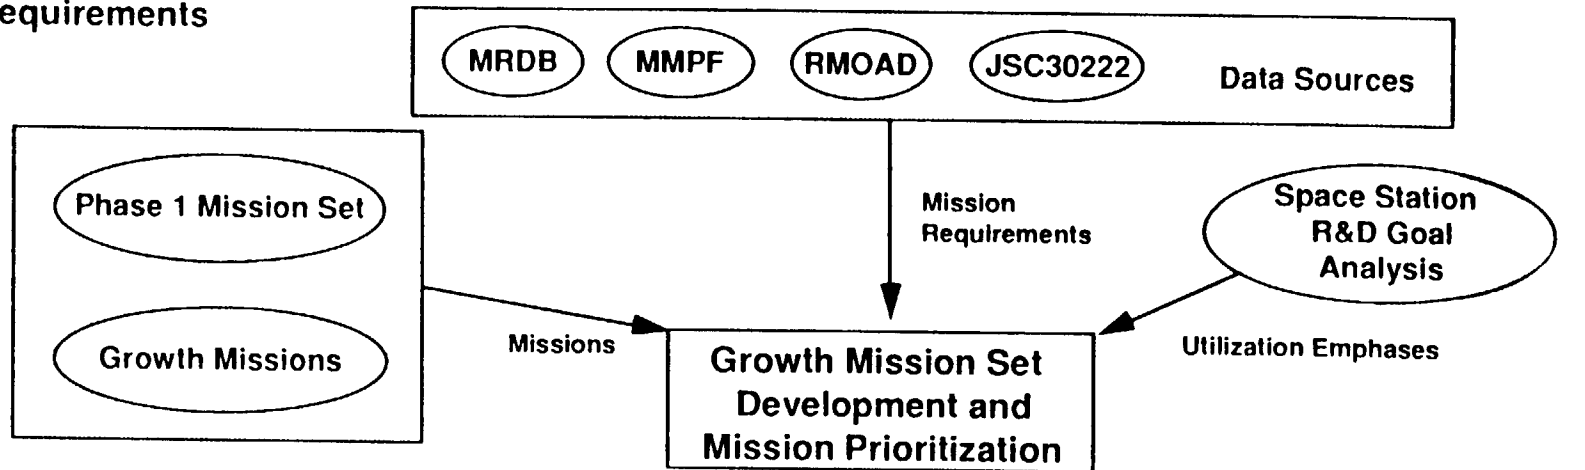 equirements
MRDB
MMPF
RMOAD
JSC30222
Data Sources
Phase 1 Mission Set
Growth Missions
Mission
Requirements
Space Station
R&D Goal
Analysis
Missions
Utilization Emphases
Growth Mission Set
Development and
Mission Prioritization